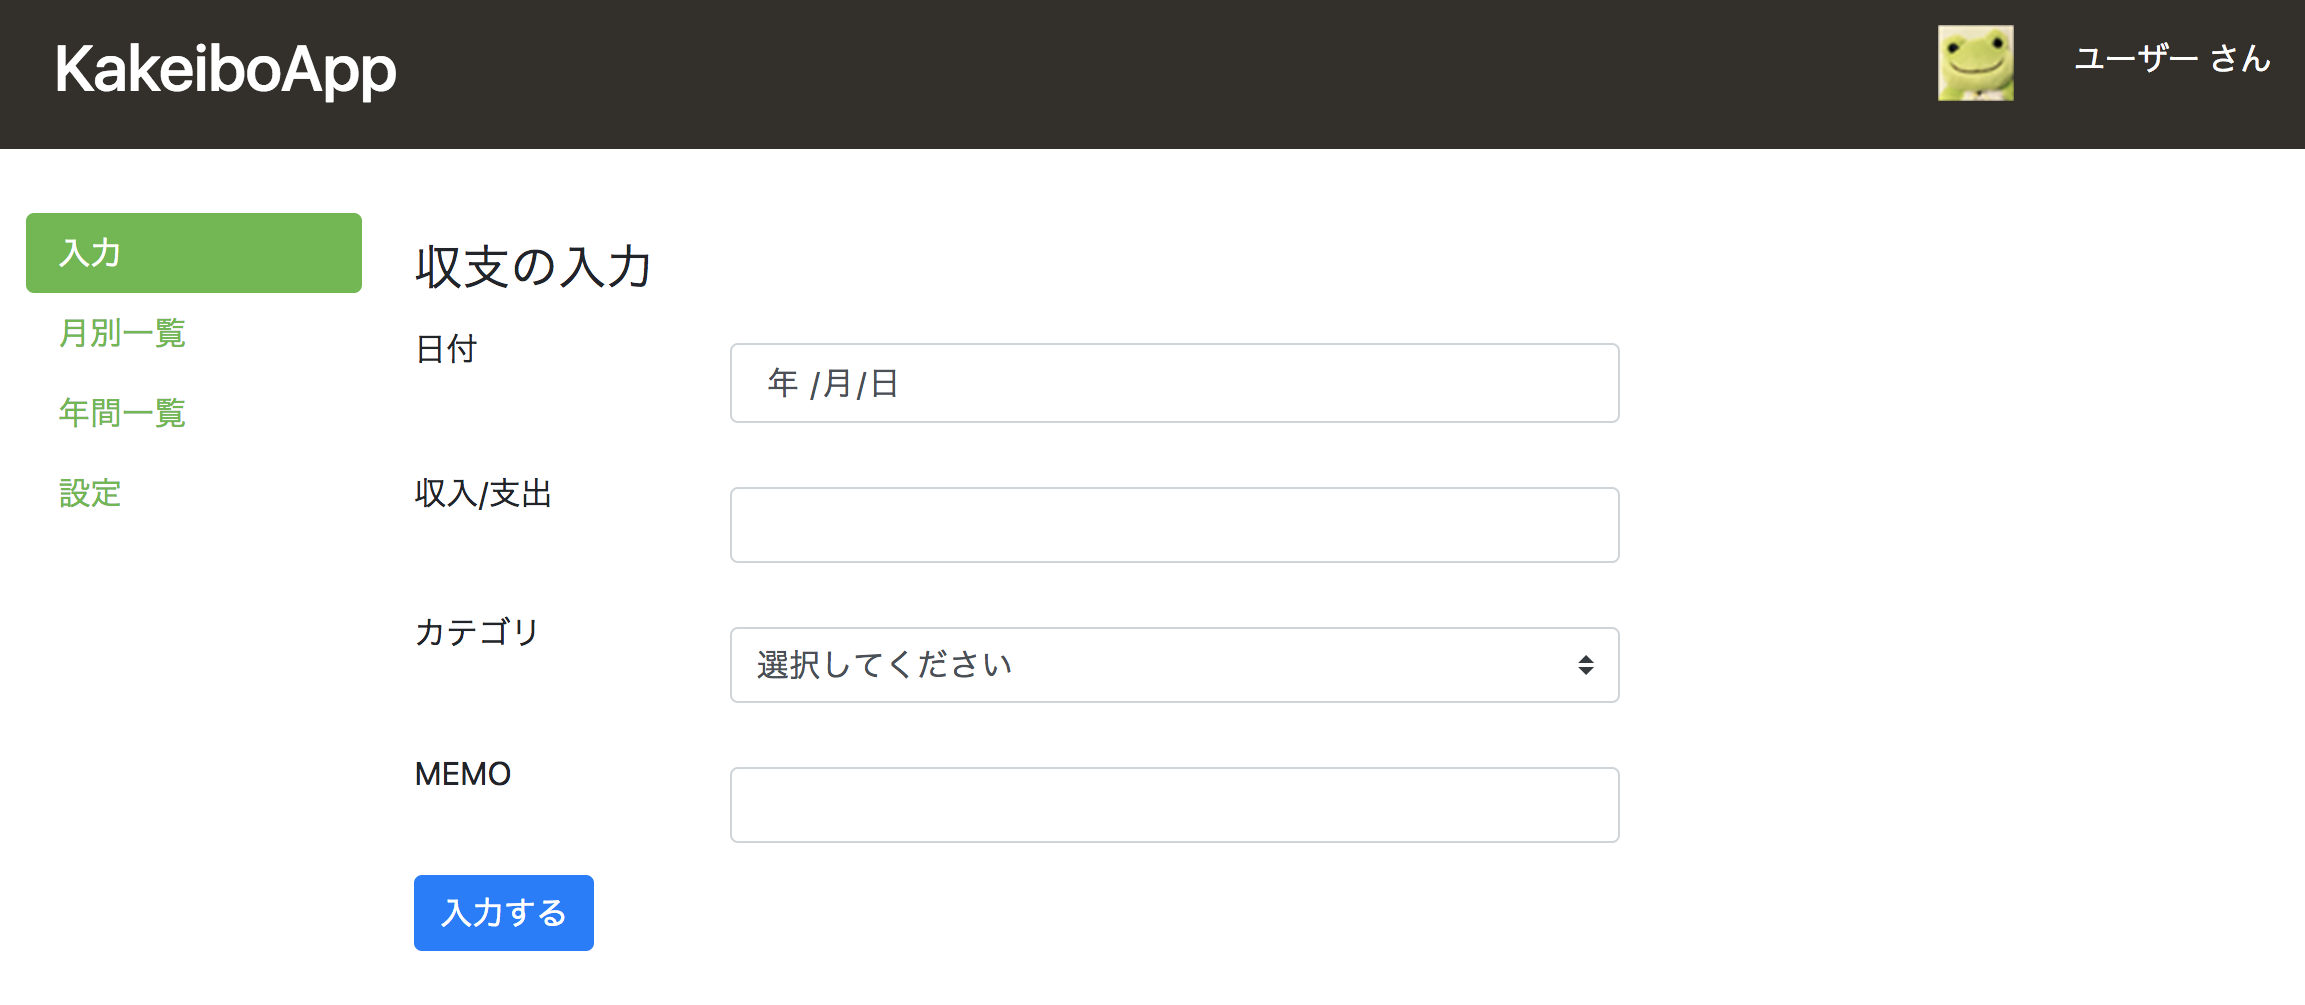 KakeiboApp
ユーザー さん
入力
月別一覧
年間一覧
設定
収支の入力
日付
年 /月/日
収入/支出
カテゴリ
選択してください
MEMO
入力する